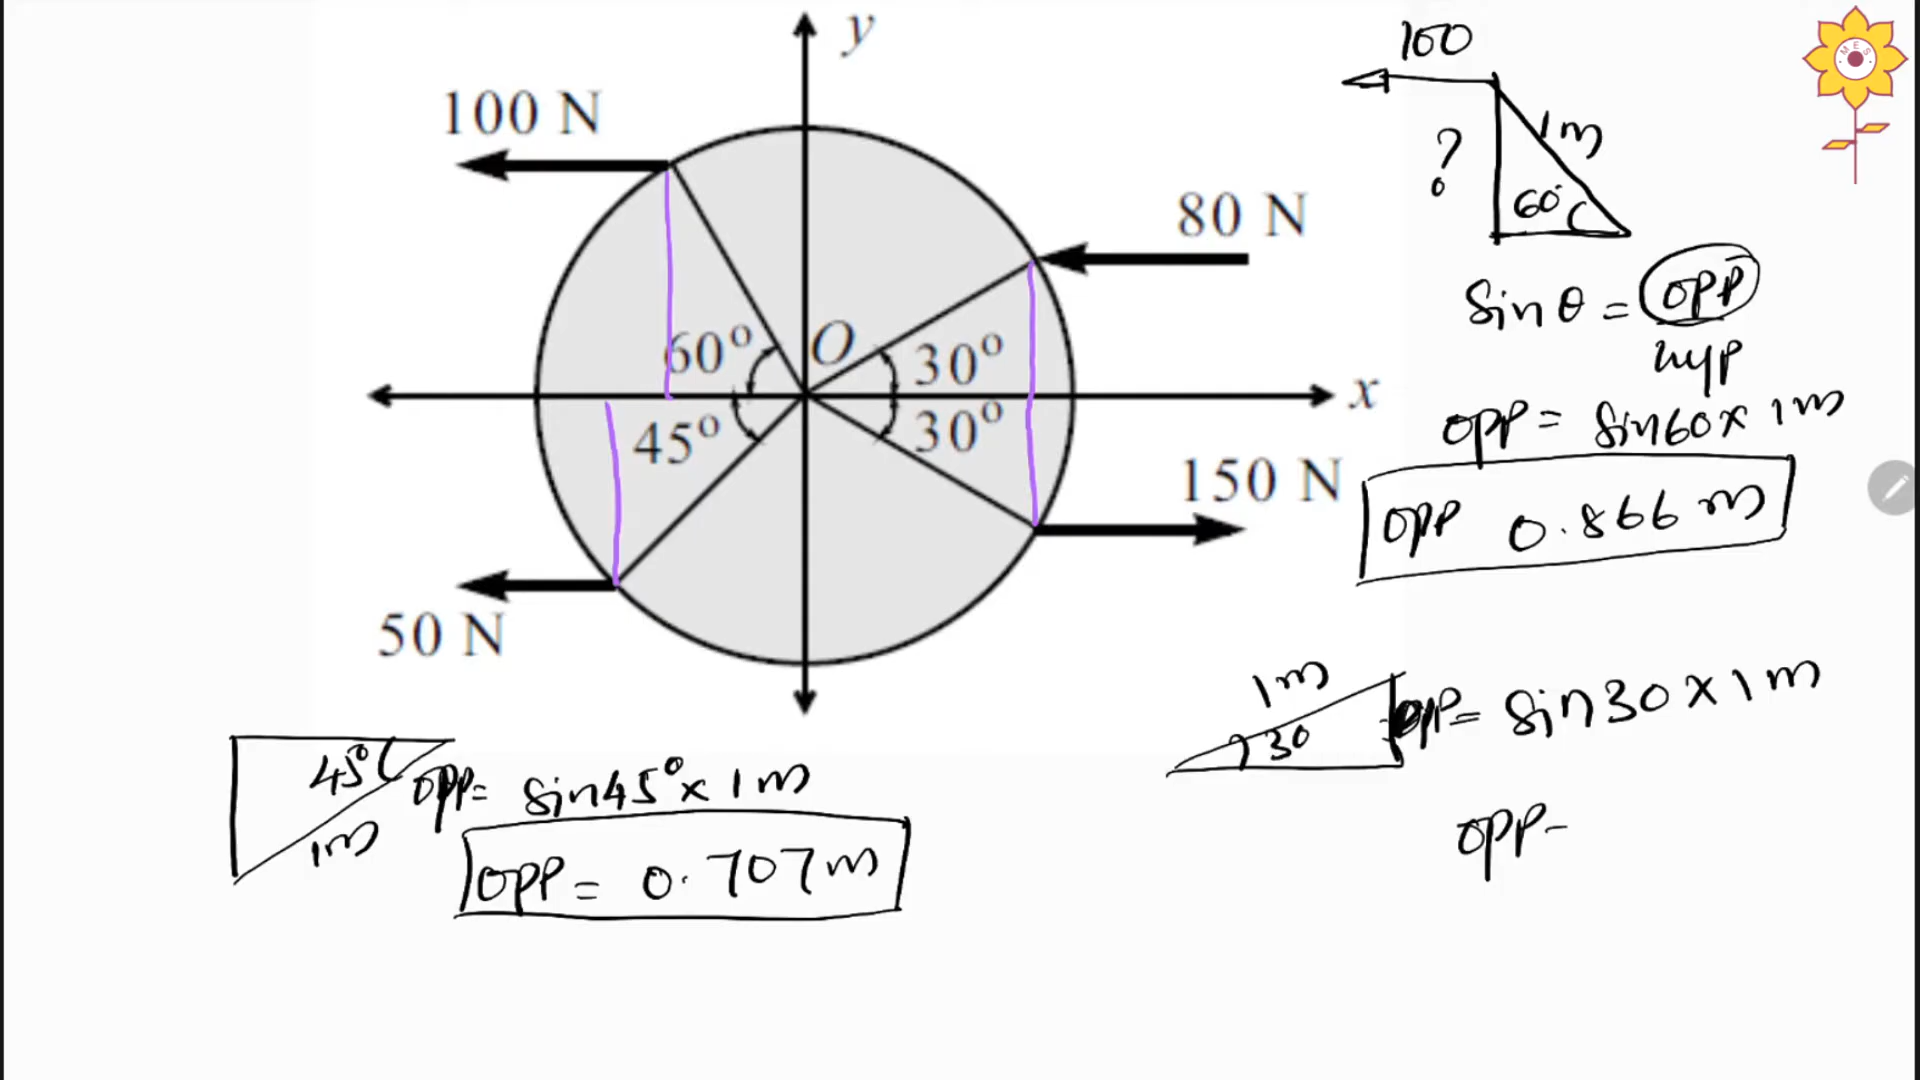 y
100 N
80 N
60°
O
30°
x
45°
30°
150 N
50 N
100
?
1m
60°
Sin θ = opp
hyp
opp = Sin60 x 1m
opp 0.866 m
1m
30
opp = Sin30 x 1m
opp-
45°
1m
opp = Sin45° x 1m
opp = 0.707m
MES